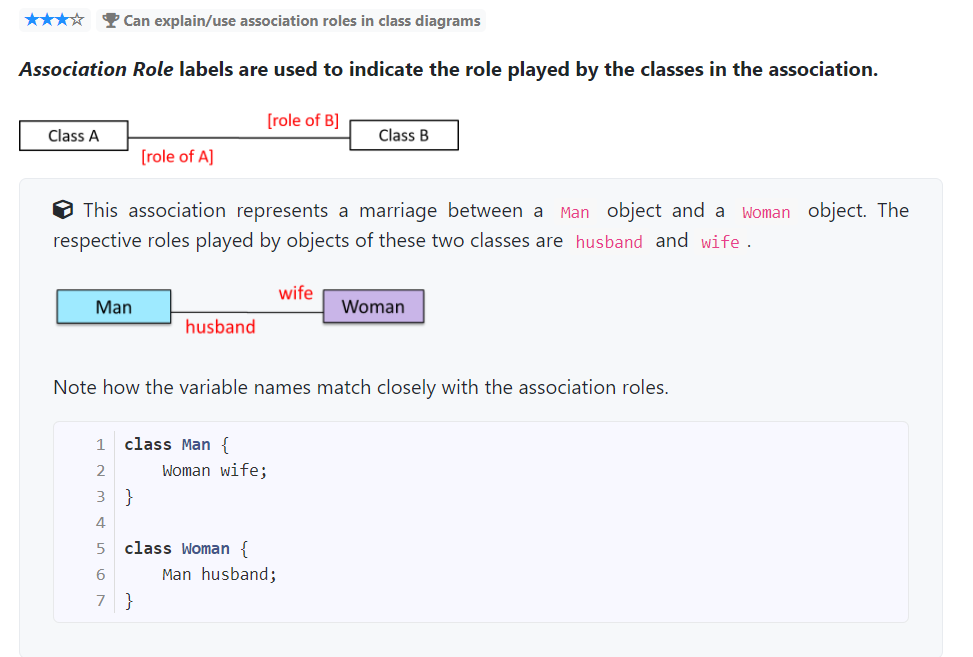 ★★★☆ 🏆 Can explain/use association roles in class diagrams
Association Role labels are used to indicate the role played by the classes in the association.
[role of B]
Class A
Class B
[role of A]
This association represents a marriage between a Man object and a Woman object. The
respective roles played by objects of these two classes are husband and wife .
wife
Man
Woman
husband
Note how the variable names match closely with the association roles.
1 class Man {
2     Woman wife;
3 }
4
5 class Woman {
6     Man husband;
7 }